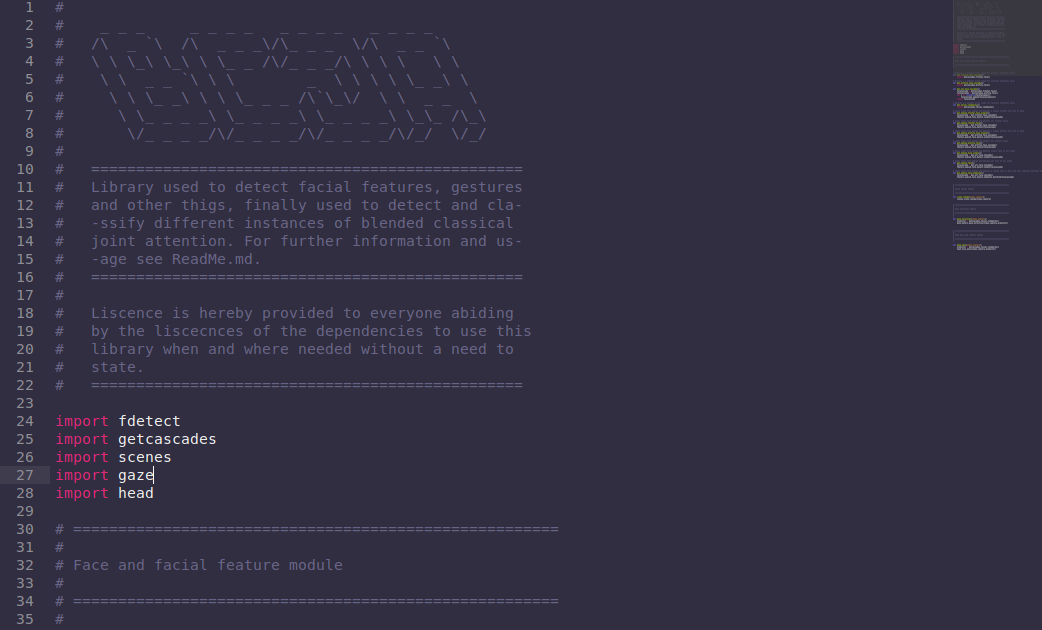 1 #
2 #    _ _ _     _ _ _ _   _ _ _ _   _ _ _ _
3 #   /\  _ `\  /\  _ _ _\/\_ _ _  \/\  _ _ `\
4 #   \ \ \_\ \_\ \ \_ _ /\/_ _ _/\ \ \ \   \ \
5 #    \ \  _ _ `\ \ \        _  \ \ \ \ \_ _\ \
6 #     \ \ \_ _\ \ \ \_ _  /\`\_\/  \ \  _ _  \
7 #      \ \_ _ _ _\ \_ _ _ _\ \_ _ _ _\ \_\_ /\_\
8 #       \/_ _ _ _/\/_ _ _ _/\/_ _ _ _/\/_/  \/_/
9 #
10 #   ================================================
11 #   Library used to detect facial features, gestures
12 #   and other thigs, finally used to detect and cla-
13 #   -ssify different instances of blended classical
14 #   joint attention. For further information and us-
15 #   -age see ReadMe.md.
16 #   ================================================
17 #
18 #   Liscence is hereby provided to everyone abiding
19 #   by the liscecnces of the dependencies to use this
20 #   library when and where needed without a need to
21 #   state.
22 #   ================================================
23
24 import fdetect
25 import getcascades
26 import scenes
27 import gaze
28 import head
29
30 # ======================================================
31 #
32 # Face and facial feature module
33 #
34 # ======================================================
35 #